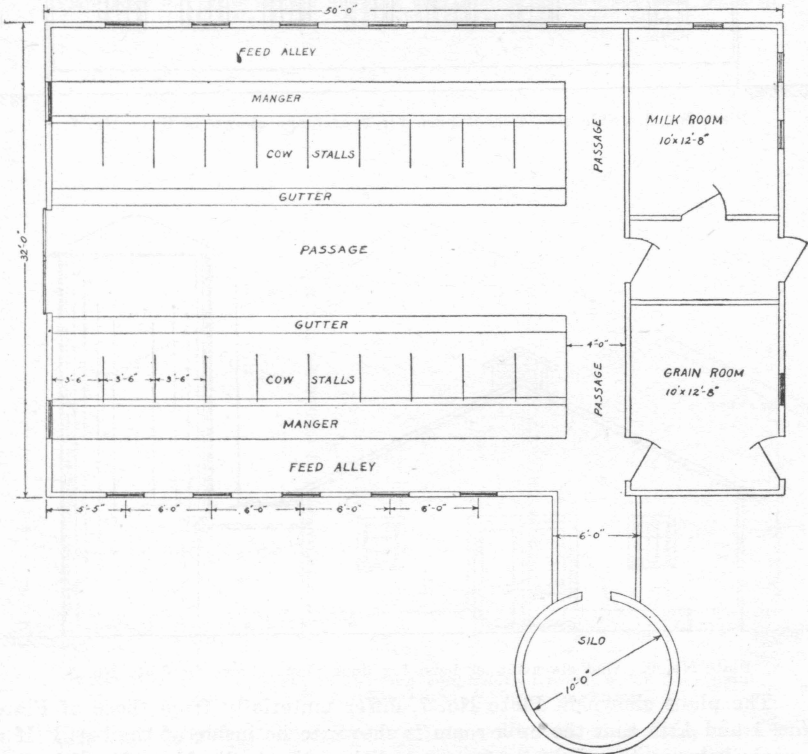 50'-0"
FEED ALLEY
MANGER
COW STALLS
GUTTER
PASSAGE
MILK ROOM
10'x12'-8"
32'-0"
PASSAGE
GUTTER
4'-0"
3'-6" 3'-6" 3'-6"
COW STALLS
PASSAGE
GRAIN ROOM
10'x12'-8"
MANGER
FEED ALLEY
5'-5" 6'-0" 6'-0" 6'-0" 6'-0"
6'-0"
SILO
10'-0"